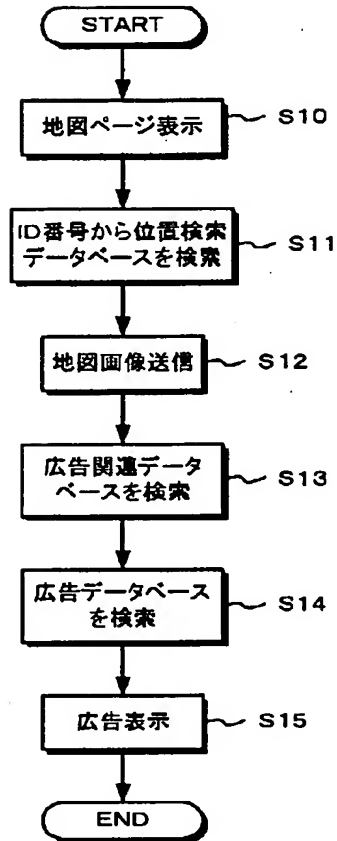 START
地図ページ表示
S10
ID番号から位置検索
データベースを検索
S11
地図画像送信
S12
広告関連データ
ベースを検索
S13
広告データベース
を検索
S14
広告表示
S15
END